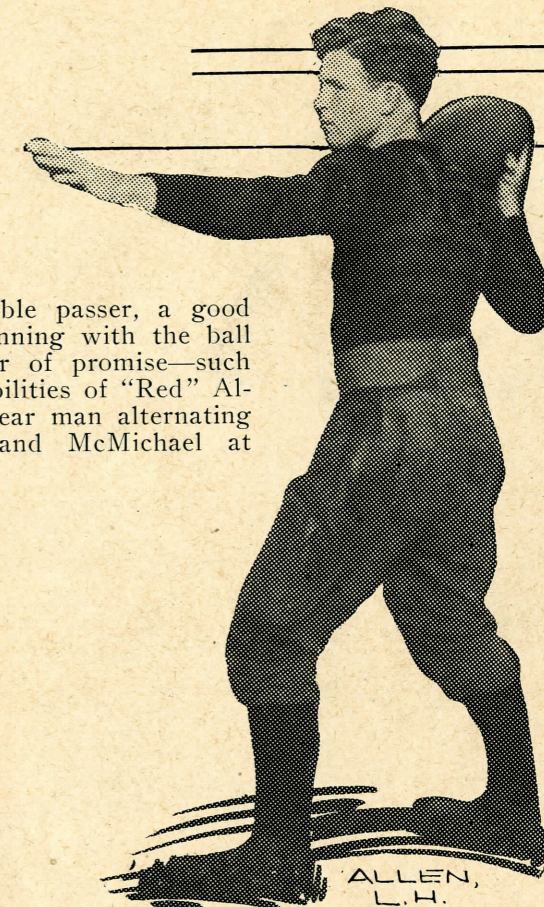 ble passer, a good
nning with the ball
r of promise—such
bilities of “Red” Al-
ear man alternating
and McMichael at
ALLEN,
L.H.